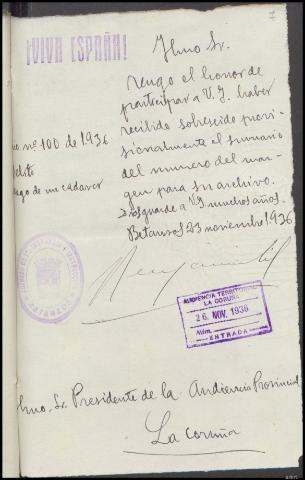 7
¡VIVA ESPAÑA!
Ilmo Sr.
Tengo el honor de
participar a V.I. haber
recibido sobreseido provi-
sionalmente el sumario
del numero del mar-
gen para su archivo.
Dios guarde a VI muchos años.
Betanzos 23 noviembre 1936
nº 100 de 1936
delito
de un cadaver
AUDIENCIA TERRITORIAL
LA CORUÑA
26. NOV. 1936
Núm.
ENTRADA
Ilmo. Sr. Presidente de la Audiencia Provincial
La Coruña